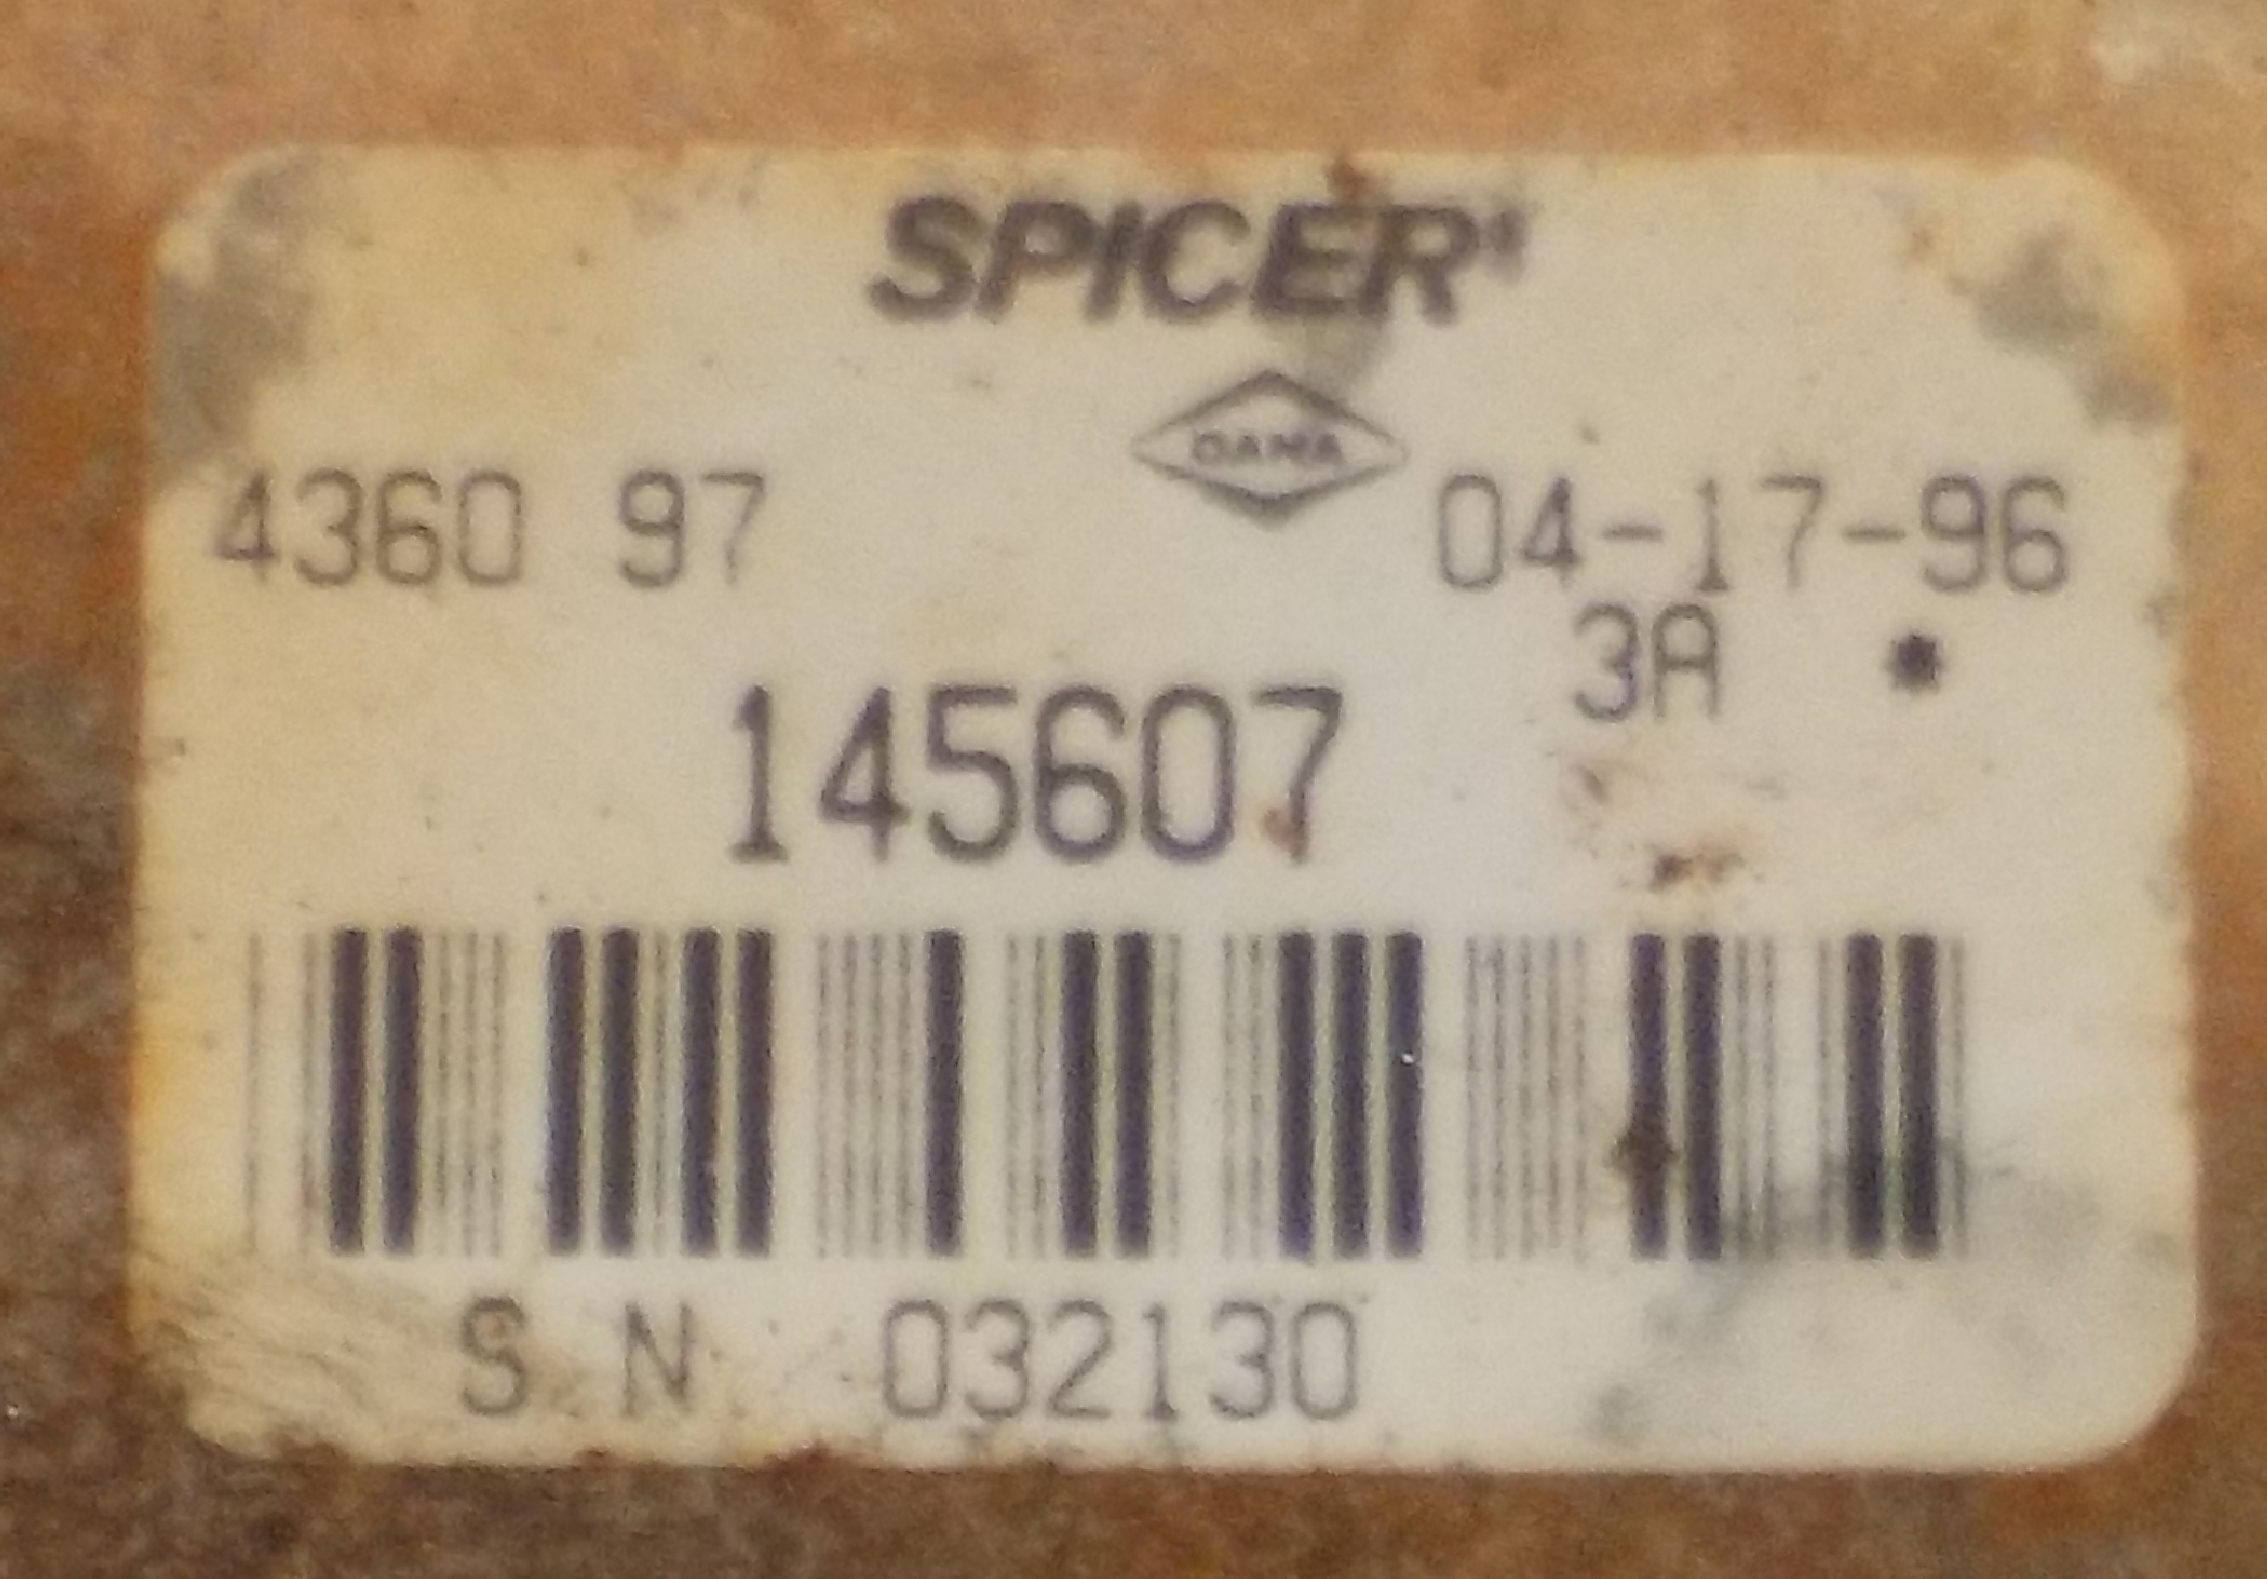 SPICER
DANA
4360 97
04-17-96
3A
145607
S N 032130